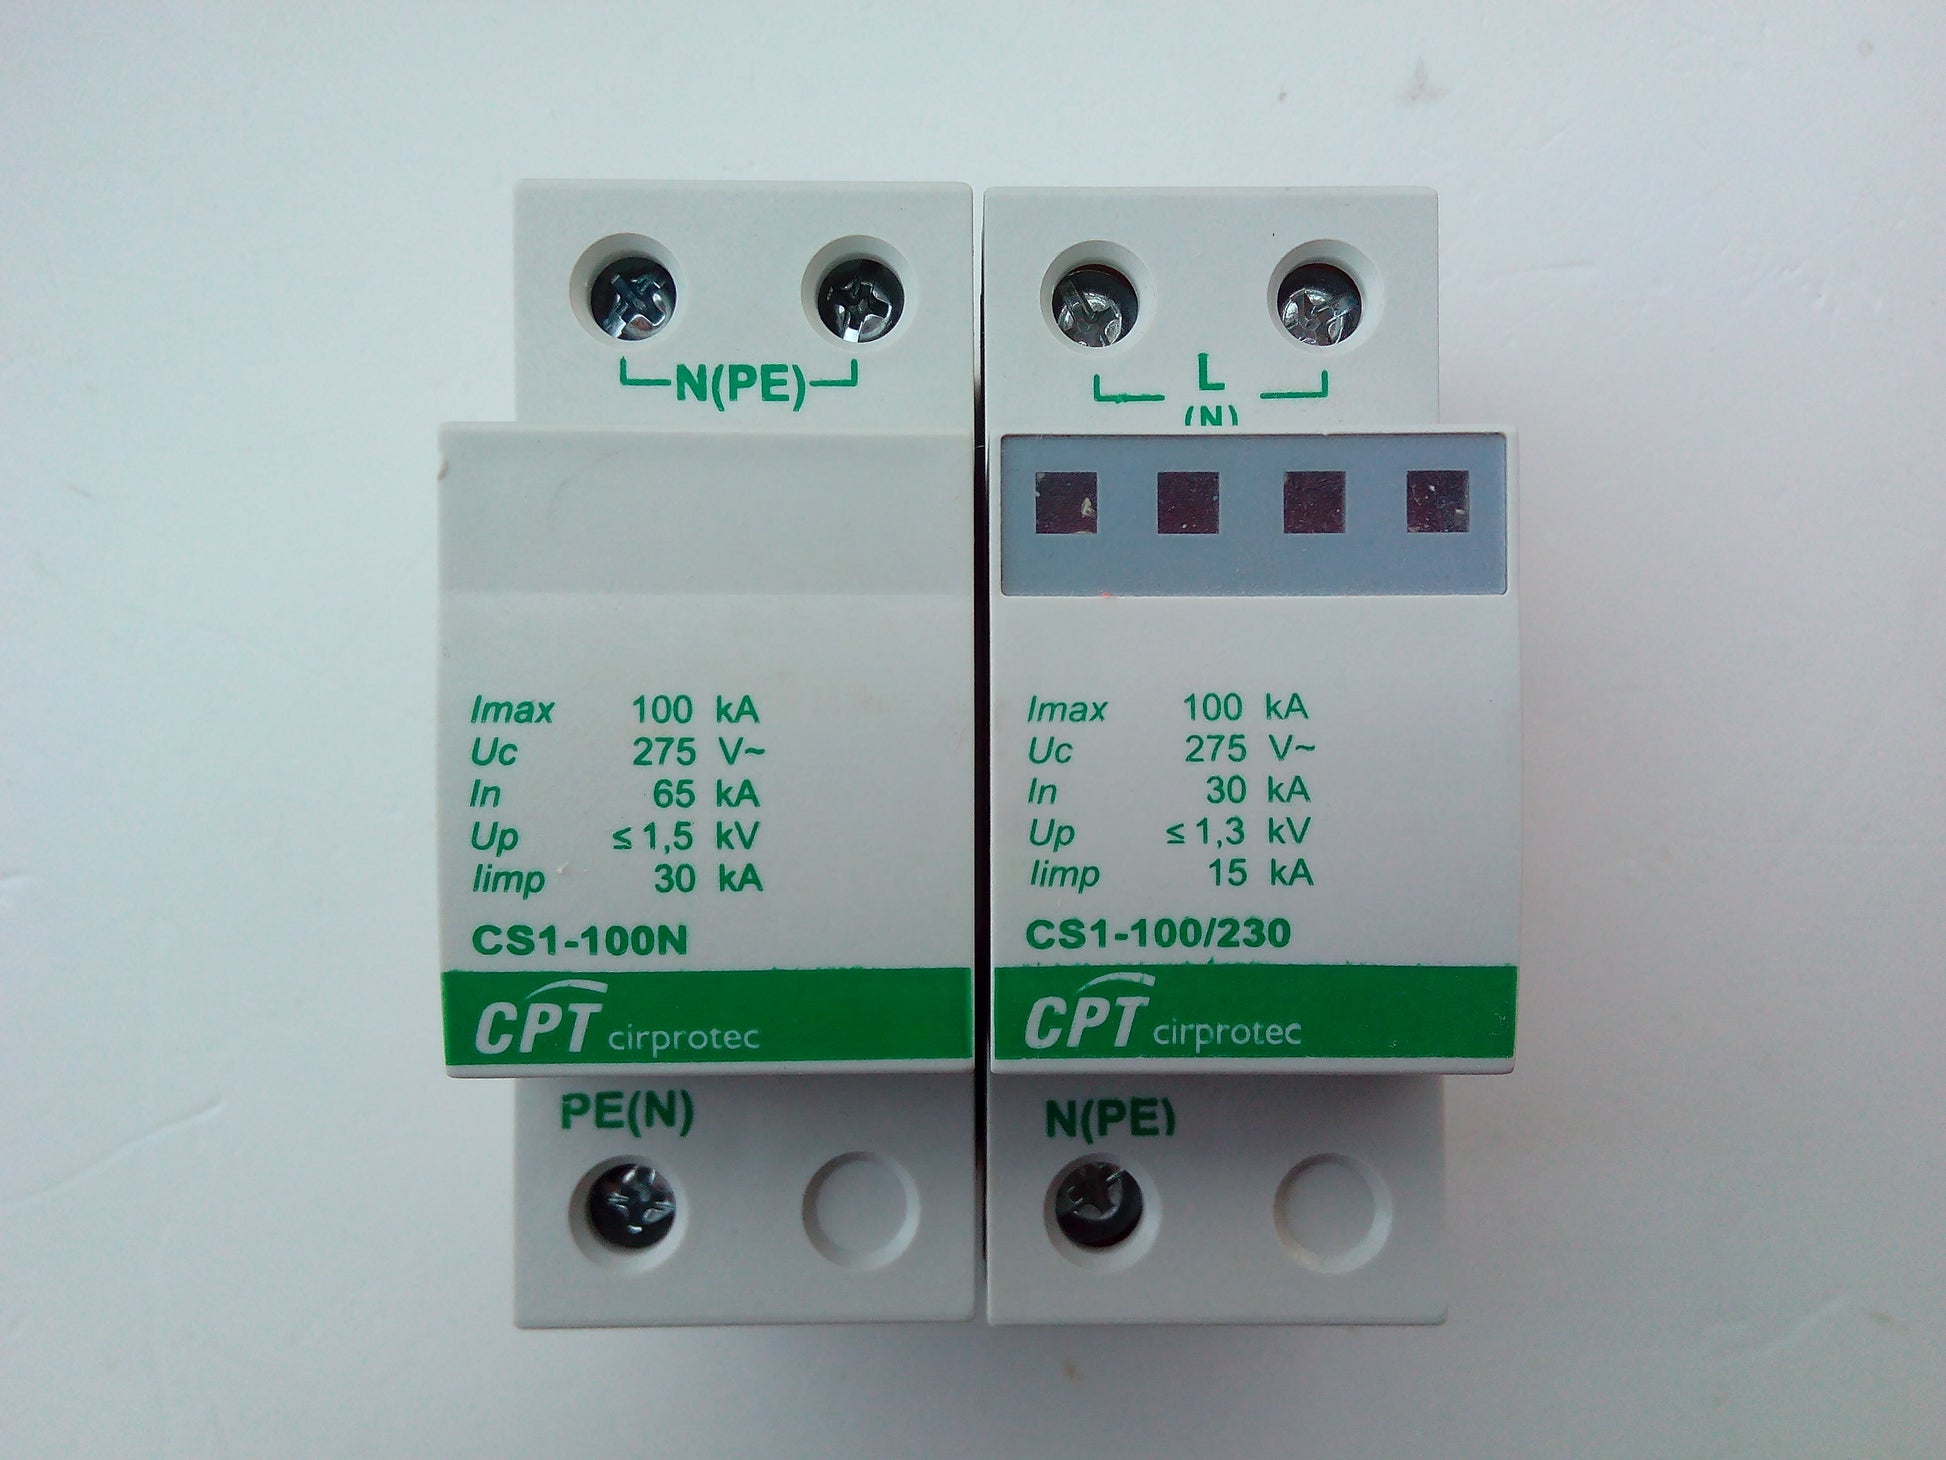 N(PE)
Imax 100 kA
Uc 275 V~
In 65 kA
Up ≤ 1,5 kV
Iimp 30 kA
CS1-100N
CPT cirprotec
PE(N)
L
(N)
Imax 100 kA
Uc 275 V~
In 30 kA
Up ≤ 1,3 kV
Iimp 15 kA
CS1-100/230
CPT cirprotec
N(PE)